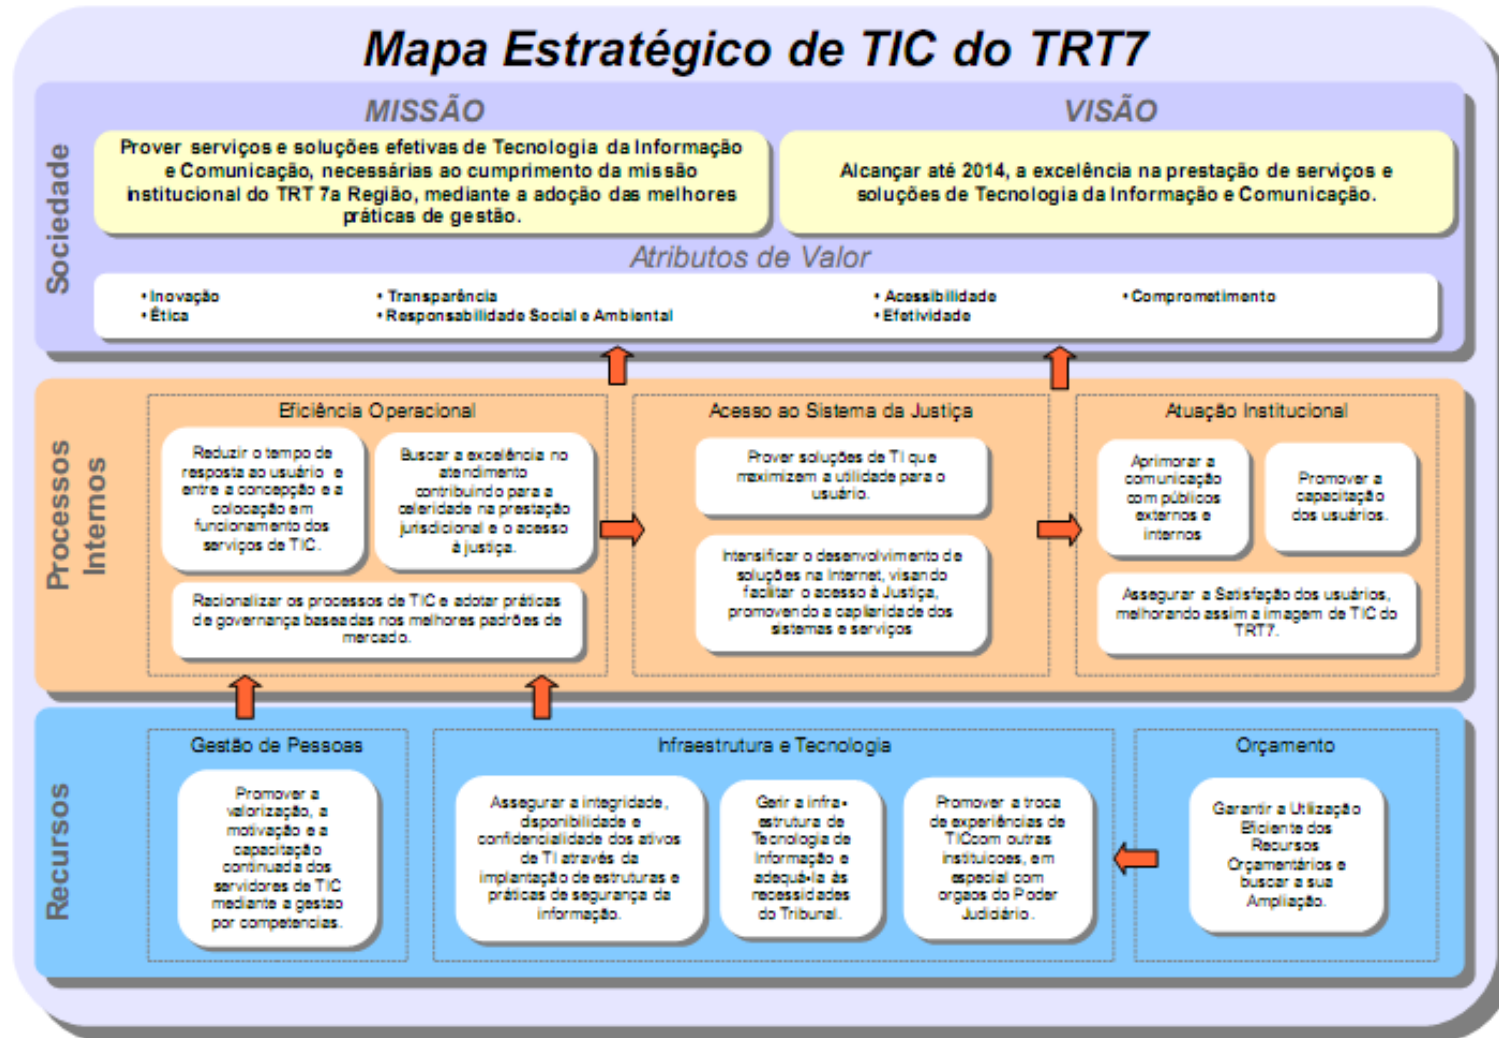 Mapa Estratégico de TIC do TRT7
Sociedade
MISSÃO
Prover serviços e soluções efetivas de Tecnologia da Informação
e Comunicação, necessárias ao cumprimento da missão
institucional do TRT 7a Região, mediante a adoção das melhores
práticas de gestão.
VISÃO
Alcançar até 2014, a excelência na prestação de serviços e
soluções de Tecnologia da Informação e Comunicação.
Atributos de Valor
• Inovação
• Ética
• Transparência
• Responsabilidade Social e Ambiental
• Acessibilidade
• Efetividade
• Comprometimento
Processos
Internos
Eficiência Operacional
Reduzir o tempo de
resposta ao usuário e
entre a concepção e a
colocação em
funcionamento dos
serviços de TIC.
Buscar a excelência no
atendimento
contribuindo para a
celeridade na prestação
jurisdicional e o acesso
à justiça.
Racionalizar os processos de TIC e adotar práticas
de governança baseadas nos melhores padrões de
mercado.
Acesso ao Sistema da Justiça
Prover soluções de TI que
maximizem a utilidade para o
usuário.
Intensificar o desenvolvimento de
soluções na Internet, visando
facilitar o acesso à Justiça,
promovendo a capilaridade dos
sistemas e serviços
Atuação Institucional
Aprimorar a
comunicação
com públicos
externos e
internos
Promover a
capacitação
dos usuários.
Assegurar a Satisfação dos usuários,
melhorando assim a imagem de TIC do
TRT7.
Recursos
Gestão de Pessoas
Promover a
valorização, a
motivação e a
capacitação
continuada dos
servidores de TIC
mediante a gestao
por competencias.
Infraestrutura e Tecnologia
Assegurar a integridade,
disponibilidade e
confidencialidade dos ativos
de TI através da
implantação de estruturas e
práticas de segurança da
informação.
Gerir a infra-
estrutura de
Tecnologia de
Informação e
adequá-la às
necessidades
do Tribunal.
Promover a troca
de experiências de
TICcom outras
instituicoes, em
especial com
orgaos do Poder
Judiciário.
Orçamento
Garantir a Utilização
Eficiente dos
Recursos
Orçamentários e
buscar a sua
Ampliação.